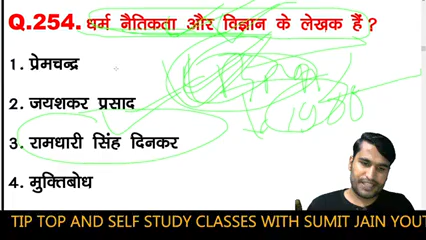 Q.254. धर्म नैतिकता और विज्ञान के लेखक हैं ?
1. प्रेमचन्द्र
2. जयशकर प्रसाद
3. रामधारी सिंह दिनकर
4. मुक्तिबोध
TIP TOP AND SELF STUDY CLASSES WITH SUMIT JAIN YOUT